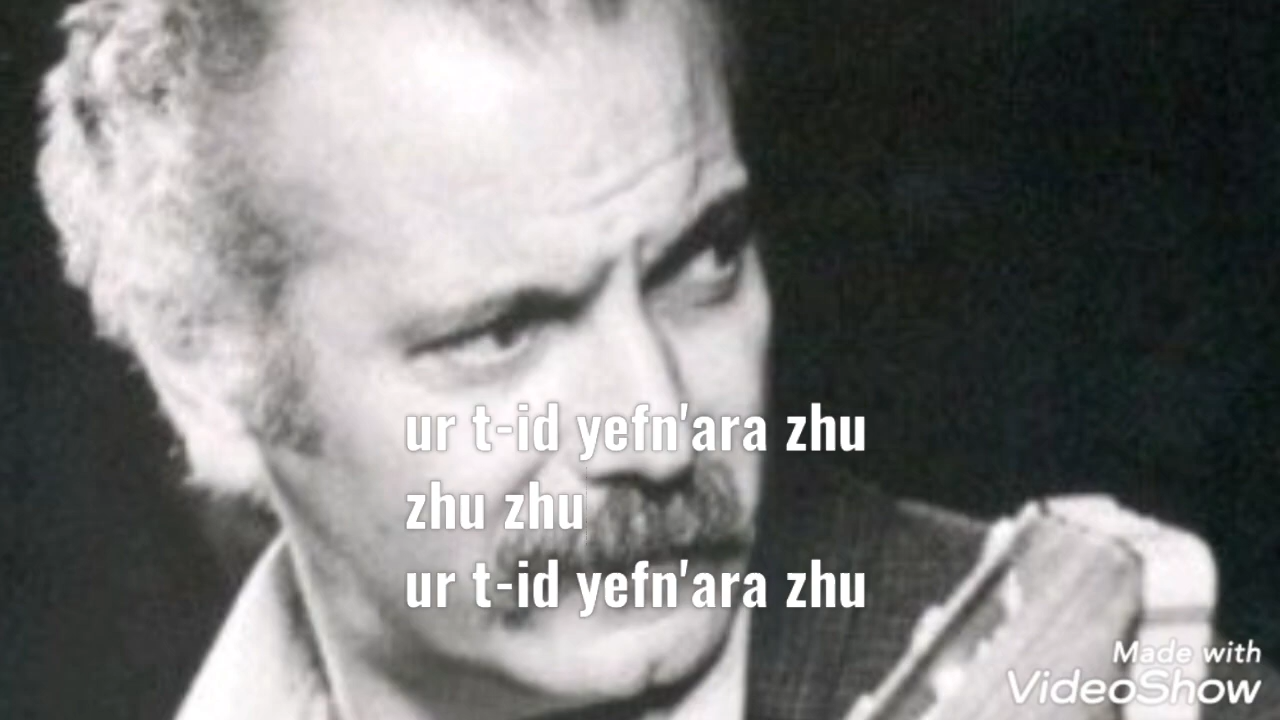 ur t-id yefn'ara zhu
zhu zhu
ur t-id yefn'ara zhu
Made with
VideoShow